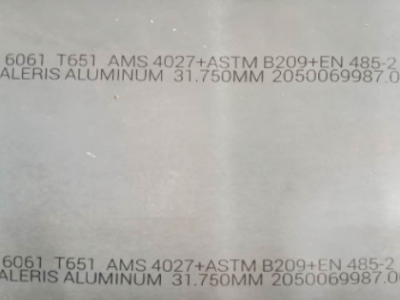 6061 T651 AMS 4027+ASTM B209+EN 485-2
ALERIS ALUMINUM 31.750MM 2050069987.0
6061 T651 AMS 4027+ASTM B209+EN 485-2
ALERIS ALUMINUM 31.750MM 2050069987.00